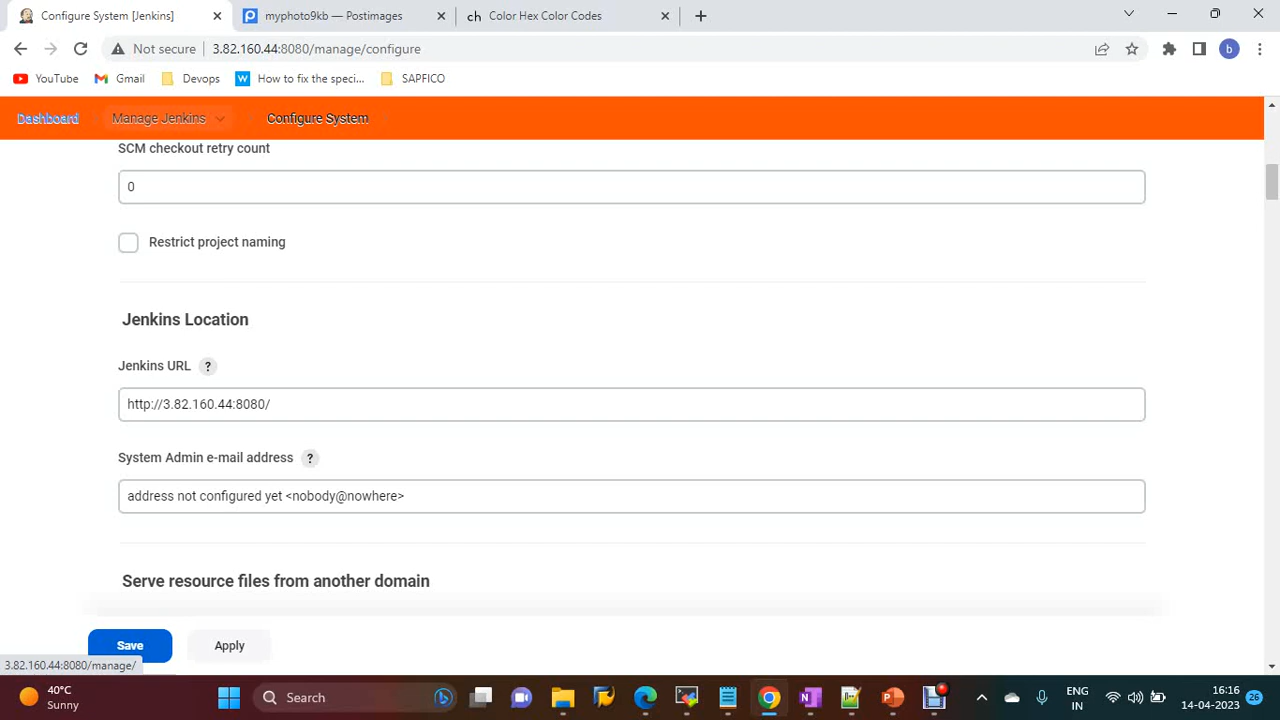 Configure System [Jenkins]
myphoto9kb — Postimages
Color Hex Color Codes
Not secure
3.82.160.44:8080/manage/configure
b
YouTube
Gmail
Devops
W
How to fix the speci...
SAPFICO
Dashboard
Manage Jenkins
Configure System
SCM checkout retry count
0
Restrict project naming
Jenkins Location
Jenkins URL ?
http://3.82.160.44:8080/
System Admin e-mail address ?
address not configured yet <nobody@nowhere>
Serve resource files from another domain
Save
Apply
3.82.160.44:8080/manage/
40°C
Sunny
Search
ENG
IN
16:16
14-04-2023
26